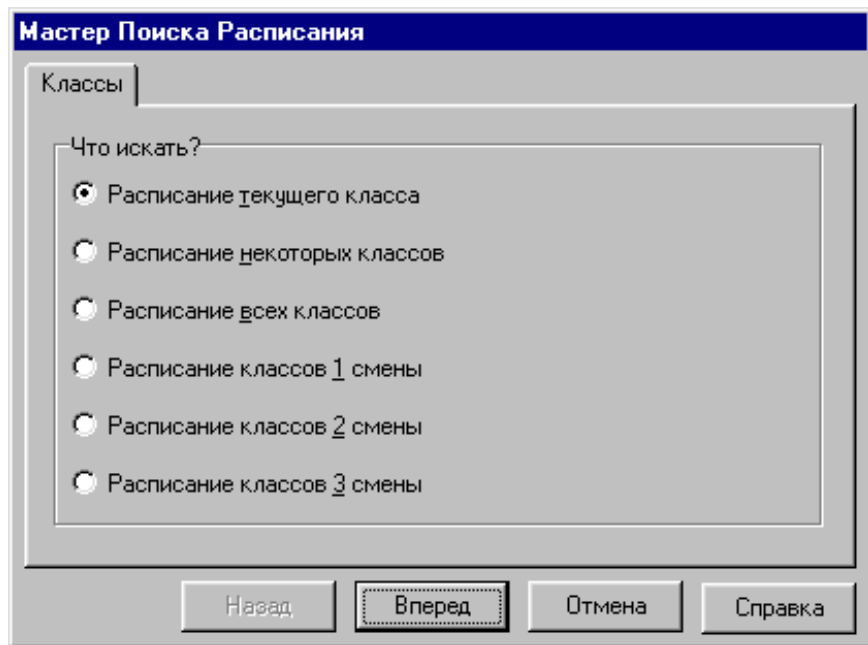 Мастер Поиска Расписания
Классы
Что искать?
Расписание текущего класса
Расписание некоторых классов
Расписание всех классов
Расписание классов 1 смены
Расписание классов 2 смены
Расписание классов 3 смены
Назад Вперед Отмена Справка